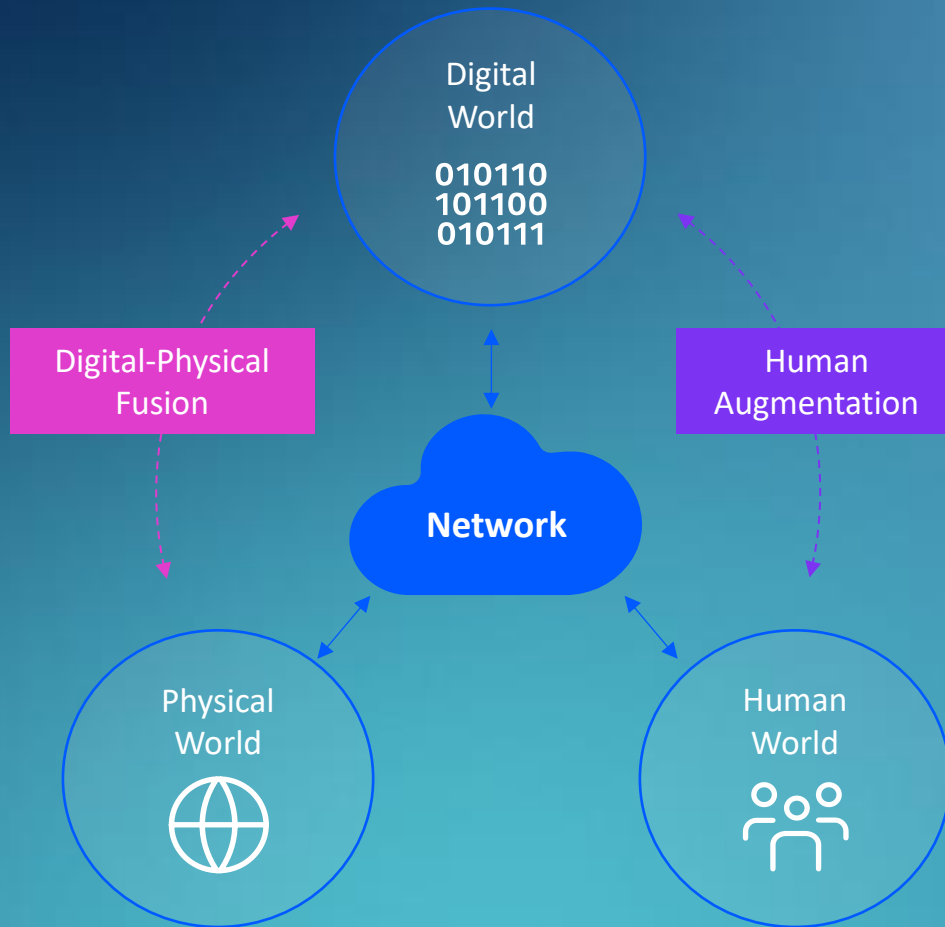 Digital
World
010110
101100
010111
Digital-Physical
Fusion
Human
Augmentation
Network
Physical
World
Human
World